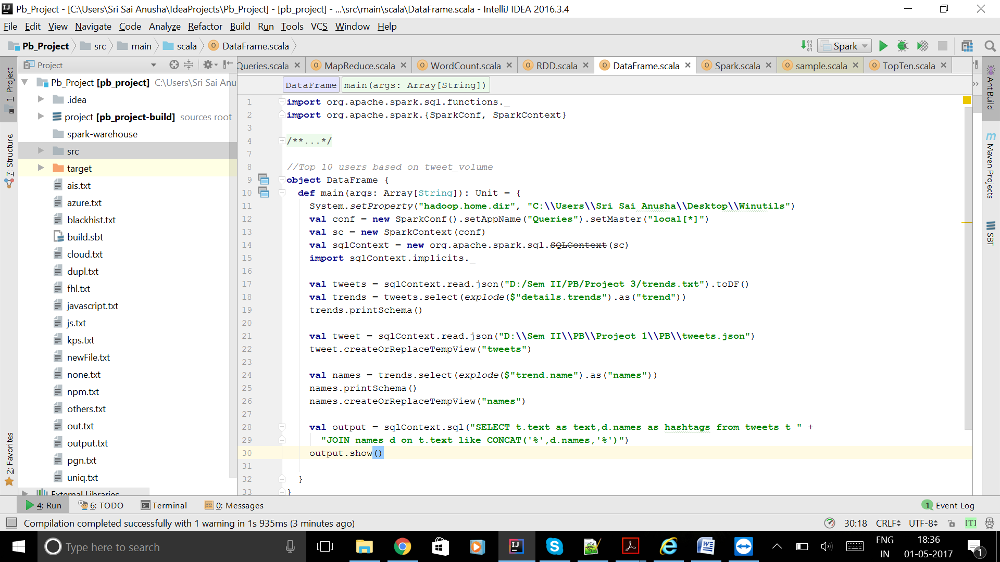 Pb_Project - [C:\Users\Sri Sai Anusha\IdeaProjects\Pb_Project] - [pb_project] - ...\src\main\scala\DataFrame.scala - IntelliJ IDEA 2016.3.4
File Edit View Navigate Code Analyze Refactor Build Run Tools VCS Window Help
Pb_Project src main scala DataFrame.scala Spark
Project
Queries.scala MapReduce.scala WordCount.scala RDD.scala DataFrame.scala Spark.scala sample.scala TopTen.scala
1: Project
7: Structure
2: Favorites
Pb_Project [pb_project] C:\Users\Sri Sai Anu
.idea
project [pb_project-build] sources root
spark-warehouse
src
target
ais.txt
azure.txt
blackhist.txt
build.sbt
cloud.txt
dupl.txt
fhl.txt
javascript.txt
js.txt
kps.txt
newFile.txt
none.txt
npm.txt
others.txt
out.txt
output.txt
pgn.txt
uniq.txt
External Libraries
DataFrame main(args: Array[String])
1 import org.apache.spark.sql.functions._
2 import org.apache.spark.{SparkConf, SparkContext}
3
4 /**...*/
7
8 //Top 10 users based on tweet_volume
9 object DataFrame {
10 def main(args: Array[String]): Unit = {
11 System.setProperty("hadoop.home.dir", "C:\\Users\\Sri Sai Anusha\\Desktop\\Winutils")
12 val conf = new SparkConf().setAppName("Queries").setMaster("local[*]")
13 val sc = new SparkContext(conf)
14 val sqlContext = new org.apache.spark.sql.SQLContext(sc)
15 import sqlContext.implicits._
16
17 val tweets = sqlContext.read.json("D:/Sem II/PB/Project 3/trends.txt").toDF()
18 val trends = tweets.select(explode($"details.trends").as("trend"))
19 trends.printSchema()
20
21 val tweet = sqlContext.read.json("D:\\Sem II\\PB\\Project 1\\PB\\tweets.json")
22 tweet.createOrReplaceTempView("tweets")
23
24 val names = trends.select(explode($"trend.name").as("names"))
25 names.printSchema()
26 names.createOrReplaceTempView("names")
27
28 val output = sqlContext.sql("SELECT t.text as text,d.names as hashtags from tweets t " +
29 "JOIN names d on t.text like CONCAT('%',d.names,'%')")
30 output.show()
31
32 }
33 }
Ant Build
m Maven Projects
SBT
4: Run 6: TODO Terminal 0: Messages 1 Event Log
Compilation completed successfully with 1 warning in 1s 935ms (3 minutes ago) 30:18 CRLF UTF-8 [T]
Type here to search
ENG
IN
18:36
01-05-2017
1